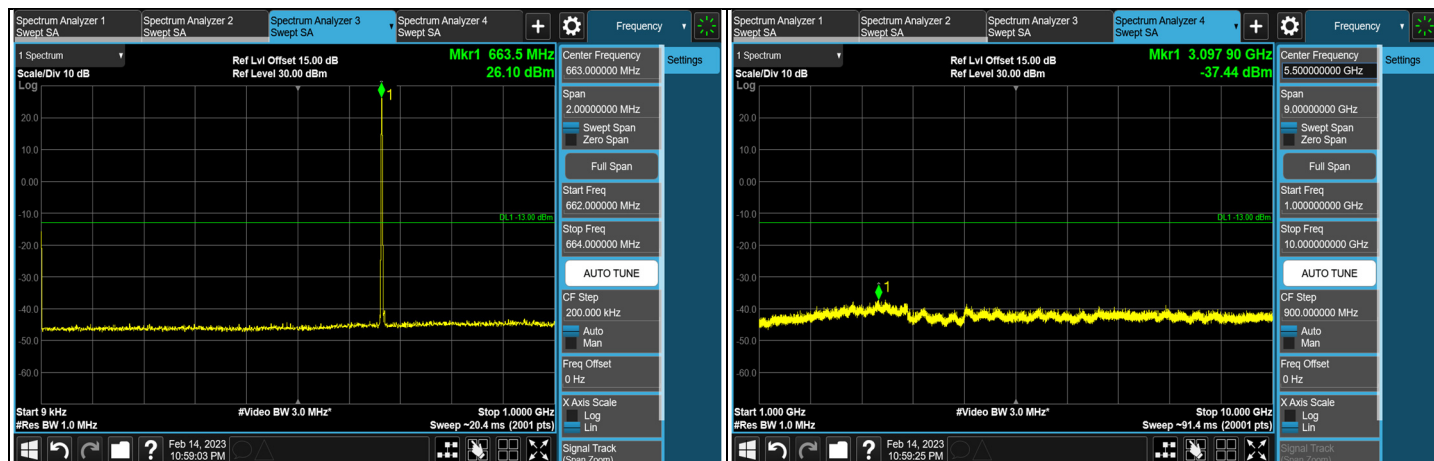 Spectrum Analyzer 1
Swept SA
Spectrum Analyzer 2
Swept SA
Spectrum Analyzer 3
Swept SA
Spectrum Analyzer 4
Swept SA
+
Frequency
1 Spectrum
Scale/Div 10 dB
Log
Ref Lvl Offset 15.00 dB
Ref Level 30.00 dBm
Mkr1 663.5 MHz
26.10 dBm
1
20.0
10.0
0.00
-10.0
-20.0
-30.0
-40.0
-50.0
-60.0
DL1 -13.00 dBm
Start 9 kHz
#Res BW 1.0 MHz
#Video BW 3.0 MHz*
Stop 1.0000 GHz
Sweep ~20.4 ms (2001 pts)
Center Frequency
663.000000 MHz
Settings
Span
2.00000000 MHz
Swept Span
Zero Span
Full Span
Start Freq
662.000000 MHz
Stop Freq
664.000000 MHz
AUTO TUNE
CF Step
200.000 kHz
Auto
Man
Freq Offset
0 Hz
X Axis Scale
Log
Lin
Signal Track
(Span Zoom)
?
Feb 14, 2023
10:59:03 PM
Spectrum Analyzer 1
Swept SA
Spectrum Analyzer 2
Swept SA
Spectrum Analyzer 3
Swept SA
Spectrum Analyzer 4
Swept SA
+
Frequency
1 Spectrum
Scale/Div 10 dB
Log
Ref Lvl Offset 15.00 dB
Ref Level 30.00 dBm
Mkr1 3.097 90 GHz
-37.44 dBm
1
20.0
10.0
0.00
-10.0
-20.0
-30.0
-40.0
-50.0
-60.0
DL1 -13.00 dBm
Start 1.000 GHz
#Res BW 1.0 MHz
#Video BW 3.0 MHz*
Stop 10.000 GHz
Sweep ~91.4 ms (20001 pts)
Center Frequency
5.500000000 GHz
Settings
Span
9.00000000 GHz
Swept Span
Zero Span
Full Span
Start Freq
1.000000000 GHz
Stop Freq
10.000000000 GHz
AUTO TUNE
CF Step
900.000000 MHz
Auto
Man
Freq Offset
0 Hz
X Axis Scale
Log
Lin
Signal Track
(Span Zoom)
?
Feb 14, 2023
10:59:25 PM